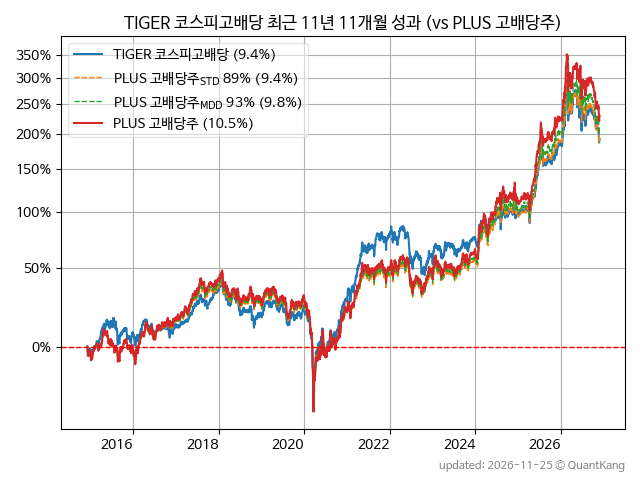 TIGER 코스피고배당 최근 11년 11개월 성과 (vs PLUS 고배당주)
TIGER 코스피고배당 (9.4%)
PLUS 고배당주STD 89% (9.4%)
PLUS 고배당주MDD 93% (9.8%)
PLUS 고배당주 (10.5%)
350%
300%
250%
200%
150%
100%
50%
0%
2016 2018 2020 2022 2024 2026
updated: 2026-11-25 © QuantKang